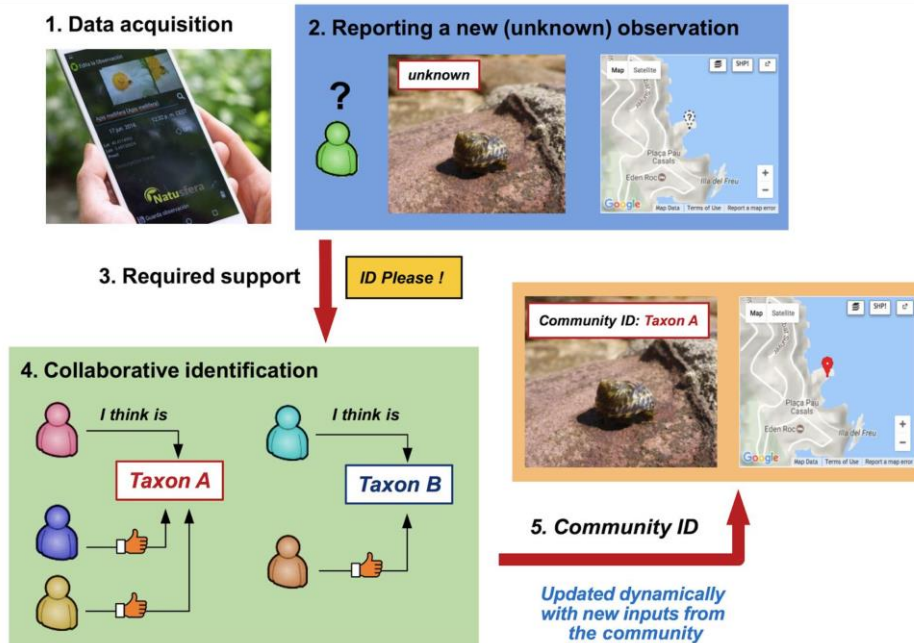 1. Data acquisition
Apis mellifera (Apis mellifera)
Natusfera
2. Reporting a new (unknown) observation
?
unknown
Map Satellite
SHP!
?
Plaça Pau
Casals
Eden Roc
Illa del Freu
+
−
Google
Map Data Terms of Use Report a map error
3. Required support
ID Please !
4. Collaborative identification
I think is
Taxon A
I think is
Taxon B
Community ID: Taxon A
Map Satellite
SHP!
Plaça Pau
Casals
Eden Roc
Illa del Freu
+
−
Google
Map Data Terms of Use Report a map error
5. Community ID
Updated dynamically
with new inputs from
the community